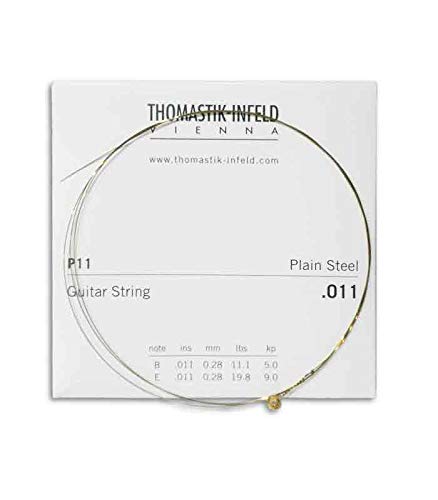 THOMASTIK-INFELD
VIENNA
www.thomastik-infeld.com
P11 Plain Steel
Guitar String .011
note ins mm lbs kp
B .011 0.28 11.1 5.0
E .011 0.28 19.8 9.0